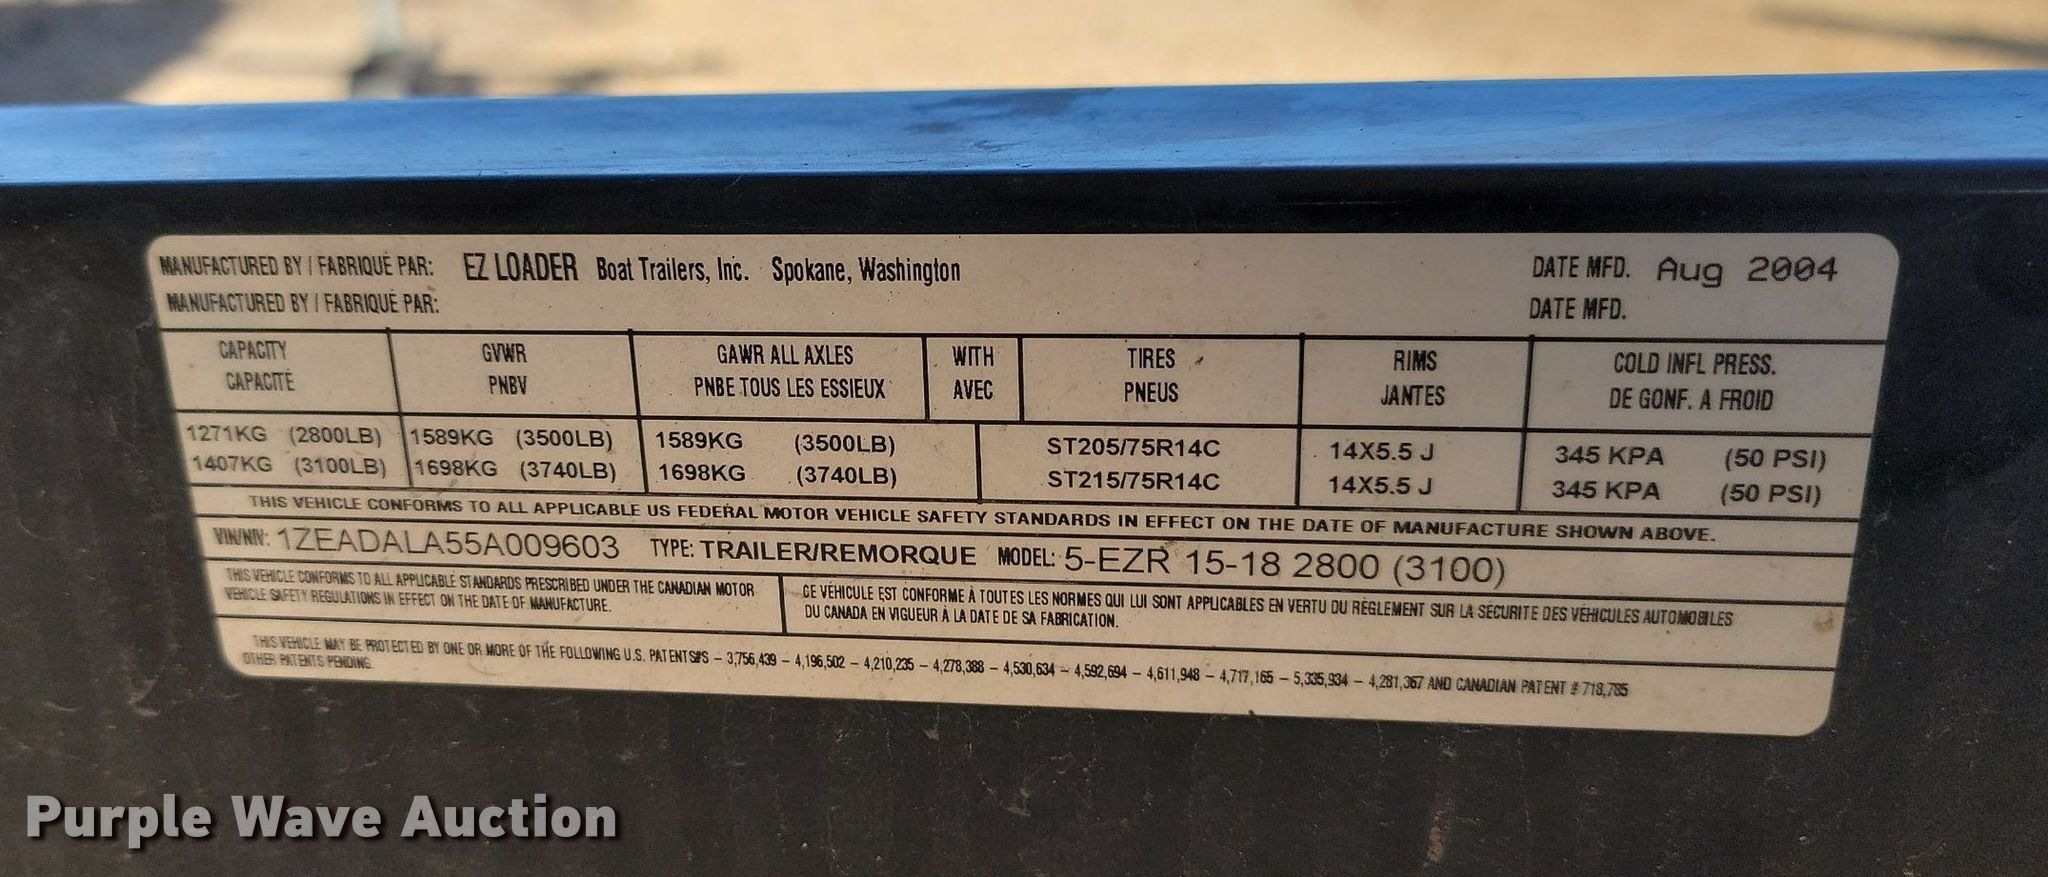 MANUFACTURED BY / FABRIQUÉ PAR: EZ LOADER Boat Trailers, Inc. Spokane, Washington DATE MFD. Aug 2004
MANUFACTURED BY / FABRIQUÉ PAR: DATE MFD.
CAPACITY GVWR GAWR ALL AXLES WITH TIRES RIMS COLD INFL PRESS.
CAPACITÉ PNBV PNBE TOUS LES ESSIEUX AVEC PNEUS JANTES DE GONF. A FROID
1271KG (2800LB) 1589KG (3500LB) 1589KG (3500LB) ST205/75R14C 14X5.5 J 345 KPA (50 PSI)
1407KG (3100LB) 1698KG (3740LB) 1698KG (3740LB) ST215/75R14C 14X5.5 J 345 KPA (50 PSI)
THIS VEHICLE CONFORMS TO ALL APPLICABLE US FEDERAL MOTOR VEHICLE SAFETY STANDARDS IN EFFECT ON THE DATE OF MANUFACTURE SHOWN ABOVE.
VIN/NIV: 1ZEADALA55A009603 TYPE: TRAILER/REMORQUE MODEL: 5-EZR 15-18 2800 (3100)
THIS VEHICLE CONFORMS TO ALL APPLICABLE STANDARDS PRESCRIBED UNDER THE CANADIAN MOTOR
VEHICLE SAFETY REGULATIONS IN EFFECT ON THE DATE OF MANUFACTURE.
CE VÉHICULE EST CONFORME À TOUTES LES NORMES QUI LUI SONT APPLICABLES EN VERTU DU RÈGLEMENT SUR LA SÉCURITÉ DES VÉHICULES AUTOMOBILES
DU CANADA EN VIGUEUR À LA DATE DE SA FABRICATION.
THIS VEHICLE MAY BE PROTECTED BY ONE OR MORE OF THE FOLLOWING U.S. PATENTS#S – 3,756,439 – 4,196,502 – 4,210,235 – 4,278,388 – 4,530,634 – 4,592,694 – 4,611,948 – 4,717,165 – 5,335,934 – 4,281,367 AND CANADIAN PATENT # 718,785
OTHER PATENTS PENDING.
Purple Wave Auction